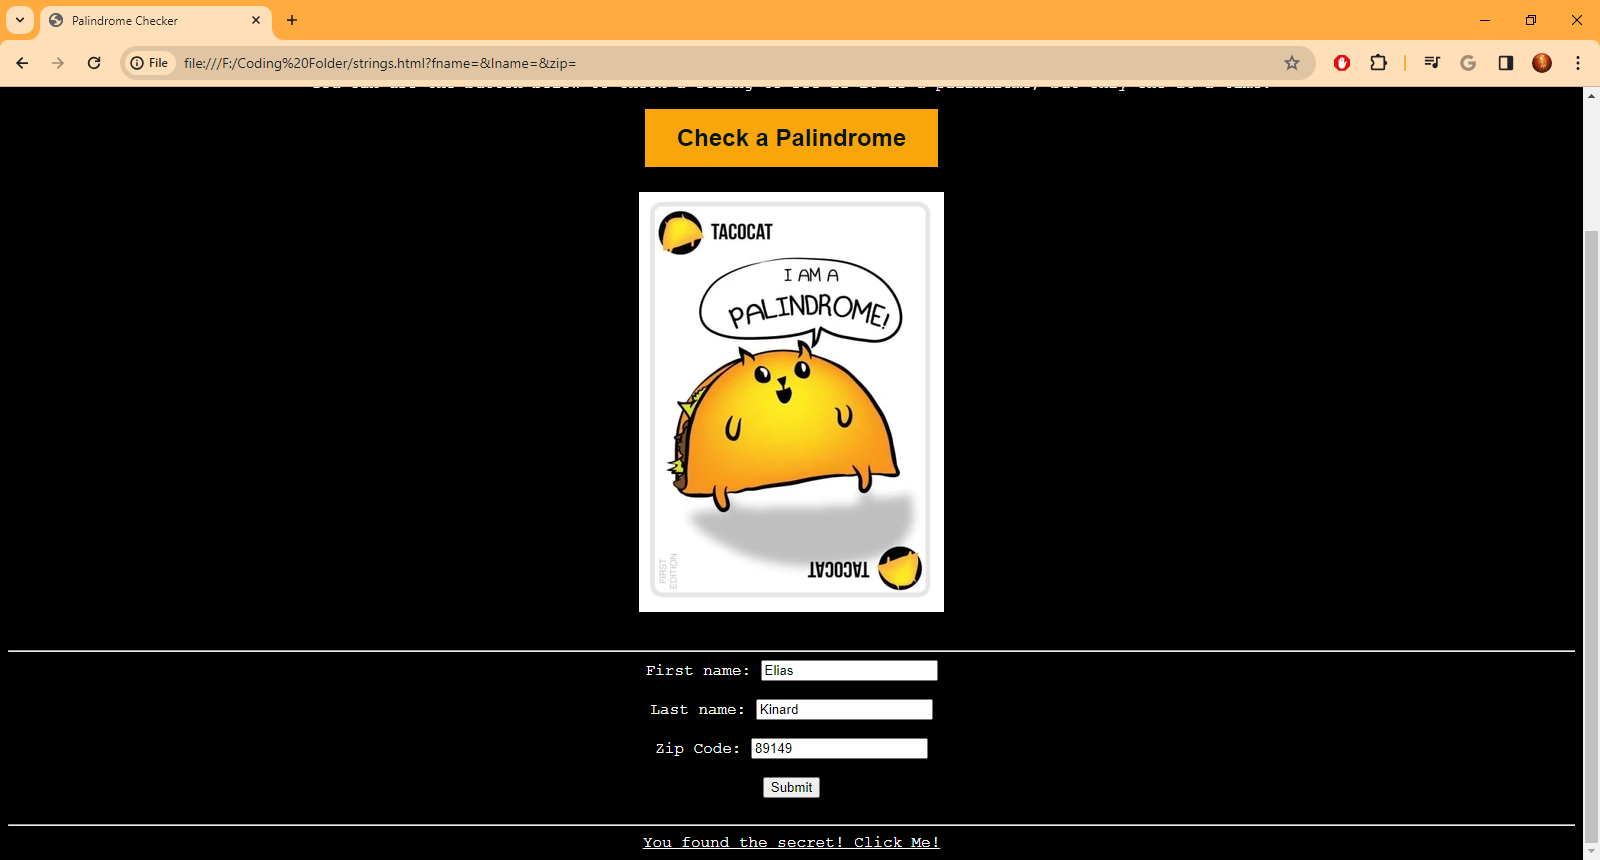 Palindrome Checker
File file:///F:/Coding%20Folder/strings.html?fname=&lname=&zip=
Check a Palindrome
TACOCAT
I AM A
PALINDROME!
FIRST
EDITION
TACOCAT
First name: Elias
Last name: Kinard
Zip Code: 89149
Submit
You found the secret! Click Me!